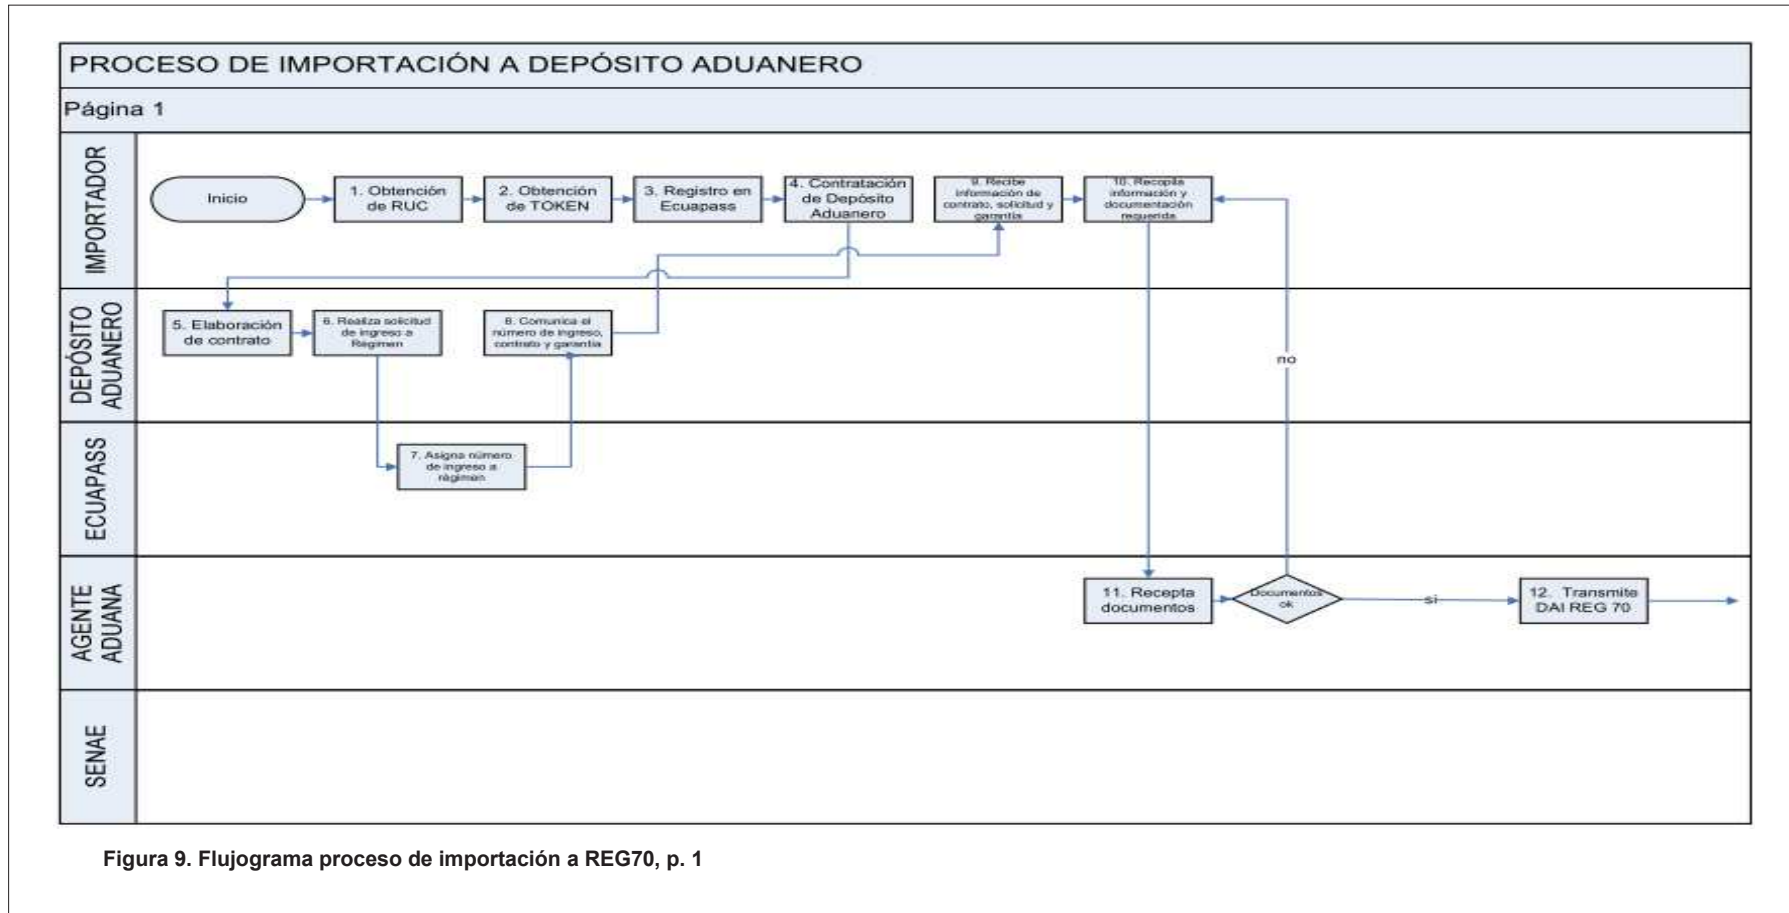 PROCESO DE IMPORTACIÓN A DEPÓSITO ADUANERO
Página 1
IMPORTADOR
Inicio
1. Obtención
de RUC
2. Obtención
de TOKEN
3. Registro en
Ecuapass
4. Contratación
de Depósito
Aduanero
9. Recibe
información de
contrato, solicitud y
garantía
10. Recopila
información y
documentación
requerida
DEPÓSITO
ADUANERO
5. Elaboración
de contrato
6. Realiza solicitud
de ingreso a
Régimen
8. Comunica el
número de ingreso,
contrato y garantía
no
ECUAPASS
7. Asigna número
de ingreso a
régimen
AGENTE
ADUANA
11. Recepta
documentos
Documentos
ok
si
12. Transmite
DAI REG 70
SENAE
Figura 9. Flujograma proceso de importación a REG70, p. 1